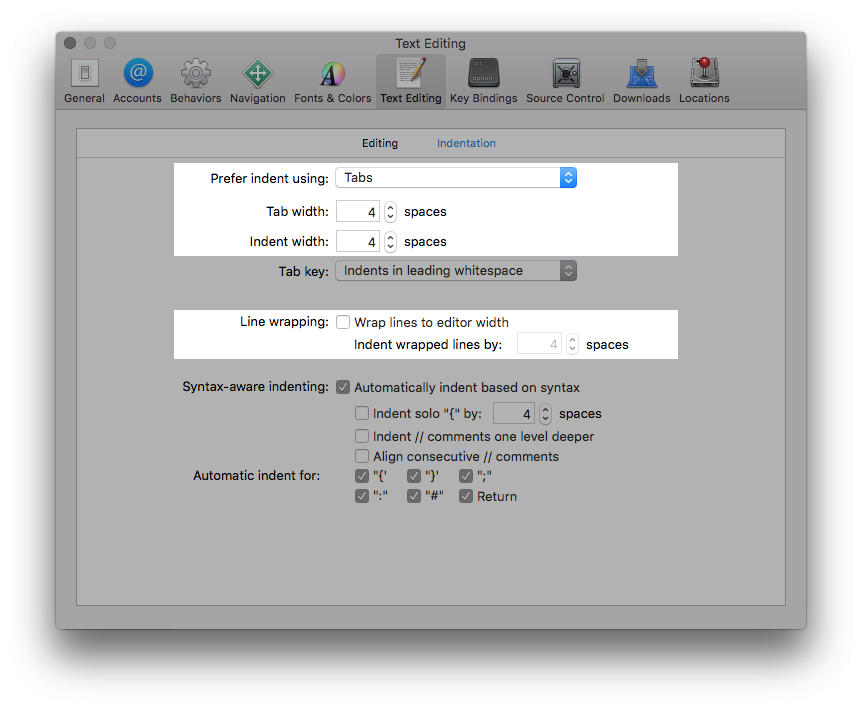 Text Editing
General Accounts Behaviors Navigation Fonts & Colors Text Editing Key Bindings Source Control Downloads Locations
Editing Indentation
Prefer indent using: Tabs
Tab width: 4 spaces
Indent width: 4 spaces
Tab key: Indents in leading whitespace
Line wrapping: Wrap lines to editor width
Indent wrapped lines by: 4 spaces
Syntax-aware indenting: Automatically indent based on syntax
Indent solo "{" by: 4 spaces
Indent // comments one level deeper
Align consecutive // comments
Automatic indent for: "{' "}' ";"
":" "#" Return